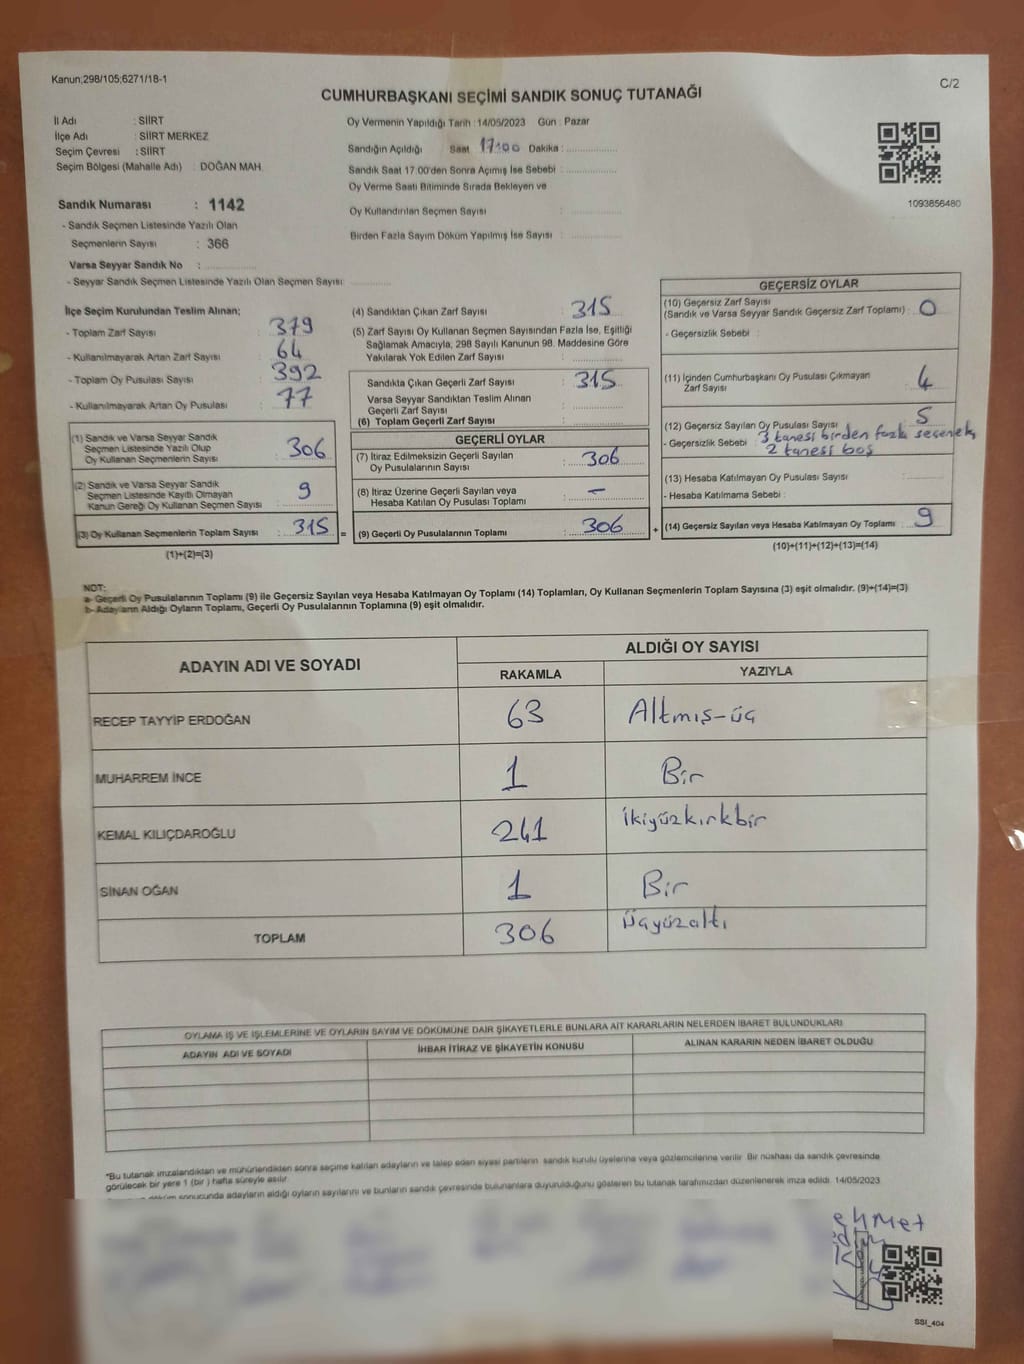 Kanun;298/105,6271/18-1
C/2
CUMHURBAŞKANI SEÇİMİ SANDIK SONUÇ TUTANAĞI
İl Adı : SİİRT
İlçe Adı : SİİRT MERKEZ
Seçim Çevresi : SİİRT
Seçim Bölgesi (Mahalle Adı) : DOĞAN MAH.
Sandık Numarası : 1142
- Sandık Seçmen Listesinde Yazılı Olan
Seçmenlerin Sayısı : 366
Varsa Seyyar Sandık No :
- Seyyar Sandık Seçmen Listesinde Yazılı Olan Seçmen Sayısı:
Oy Vermenin Yapıldığı Tarih : 14/05/2023 Gün : Pazar
Sandığın Açıldığı Saat 17:00 Dakika :
Sandık Saat 17.00'den Sonra Açımış İse Sebebi :
Oy Verme Saati Bitiminde Sırada Bekleyen ve
Oy Kullandırılan Seçmen Sayısı :
Birden Fazla Sayım Döküm Yapılmış İse Sayısı :
1093856480
İlçe Seçim Kurulundan Teslim Alınan;
- Toplam Zarf Sayısı : 379
- Kullanılmayarak Artan Zarf Sayısı : 64
- Toplam Oy Pusulası Sayısı : 392
- Kullanılmayarak Artan Oy Pusulası : 77
(1) Sandık ve Varsa Seyyar Sandık
Seçmen Listesinde Yazılı Olup
Oy Kullanan Seçmenlerin Sayısı : 306
(2) Sandık ve Varsa Seyyar Sandık
Seçmen Listesinde Kayıtlı Olmayan
Kanun Gereği Oy Kullanan Seçmen Sayısı : 9
(3) Oy Kullanan Seçmenlerin Toplam Sayısı : 315 =
(1)+(2)=(3)
(4) Sandıktan Çıkan Zarf Sayısı : 315
(5) Zarf Sayısı Oy Kullanan Seçmen Sayısından Fazla İse, Eşitliği
Sağlamak Amacıyla, 298 Sayılı Kanunun 98. Maddesine Göre
Yakılarak Yok Edilen Zarf Sayısı :
Sandıkta Çıkan Geçerli Zarf Sayısı : 315
Varsa Seyyar Sandıktan Teslim Alınan
Geçerli Zarf Sayısı :
(6) Toplam Geçerli Zarf Sayısı :
GEÇERLİ OYLAR
(7) İtiraz Edilmeksizin Geçerli Sayılan
Oy Pusulalarının Sayısı : 306
(8) İtiraz Üzerine Geçerli Sayılan veya
Hesaba Katılan Oy Pusulası Toplamı : -
(9) Geçerli Oy Pusulalarının Toplamı : 306 +
GEÇERSİZ OYLAR
(10) Geçersiz Zarf Sayısı
(Sandık ve Varsa Seyyar Sandık Geçersiz Zarf Toplamı) : 0
- Geçersizlik Sebebi :
(11) İçinden Cumhurbaşkanı Oy Pusulası Çıkmayan
Zarf Sayısı : 4
(12) Geçersiz Sayılan Oy Pusulası Sayısı : 5
- Geçersizlik Sebebi : 3 tanesi birden fazla seçenek,
2 tanesi boş
(13) Hesaba Katılmayan Oy Pusulası Sayısı :
- Hesaba Katılmama Sebebi :
(14) Geçersiz Sayılan veya Hesaba Katılmayan Oy Toplamı : 9
(10)+(11)+(12)+(13)=(14)
NOT:
a- Geçerli Oy Pusulalarının Toplamı (9) ile Geçersiz Sayılan veya Hesaba Katılmayan Oy Toplamı (14) Toplamları, Oy Kullanan Seçmenlerin Toplam Sayısına (3) eşit olmalıdır. (9)+(14)=(3)
b- Adayların Aldığı Oyların Toplamı, Geçerli Oy Pusulalarının Toplamına (9) eşit olmalıdır.
ADAYIN ADI VE SOYADI ALDIĞI OY SAYISI
RAKAMLA YAZIYLA
RECEP TAYYİP ERDOĞAN 63 Altmış-üç
MUHARREM İNCE 1 Bir
KEMAL KILIÇDAROĞLU 241 ikiyüzkırkbir
SİNAN OĞAN 1 Bir
TOPLAM 306 üçyüzaltı
OYLAMA İŞ VE İŞLEMLERİNE VE OYLARIN SAYIM VE DÖKÜMÜNE DAİR ŞİKAYETLERLE BUNLARA AİT KARARLARIN NELERDEN İBARET BULUNDUKLARI
ADAYIN ADI VE SOYADI İHBAR İTİRAZ VE ŞİKAYETİN KONUSU ALINAN KARARIN NEDEN İBARET OLDUĞU
*Bu tutanak imzalandıktan ve mühürlendikten sonra seçime katılan adayların ve talep eden siyasi partilerin sandık kurulu üyelerine veya gözlemcilerine verilir. Bir nüshası da sandık çevresinde
görülecek bir yere 1 (bir) hafta süreyle asılır.
döküm sonucunda adayların aldığı oyların sayılarını ve bunların sandık çevresinde bulunanlara duyurulduğunu gösteren bu tutanak tarafımızdan düzenlenerek imza edildi. 14/05/2023
ehmet
SSI_404